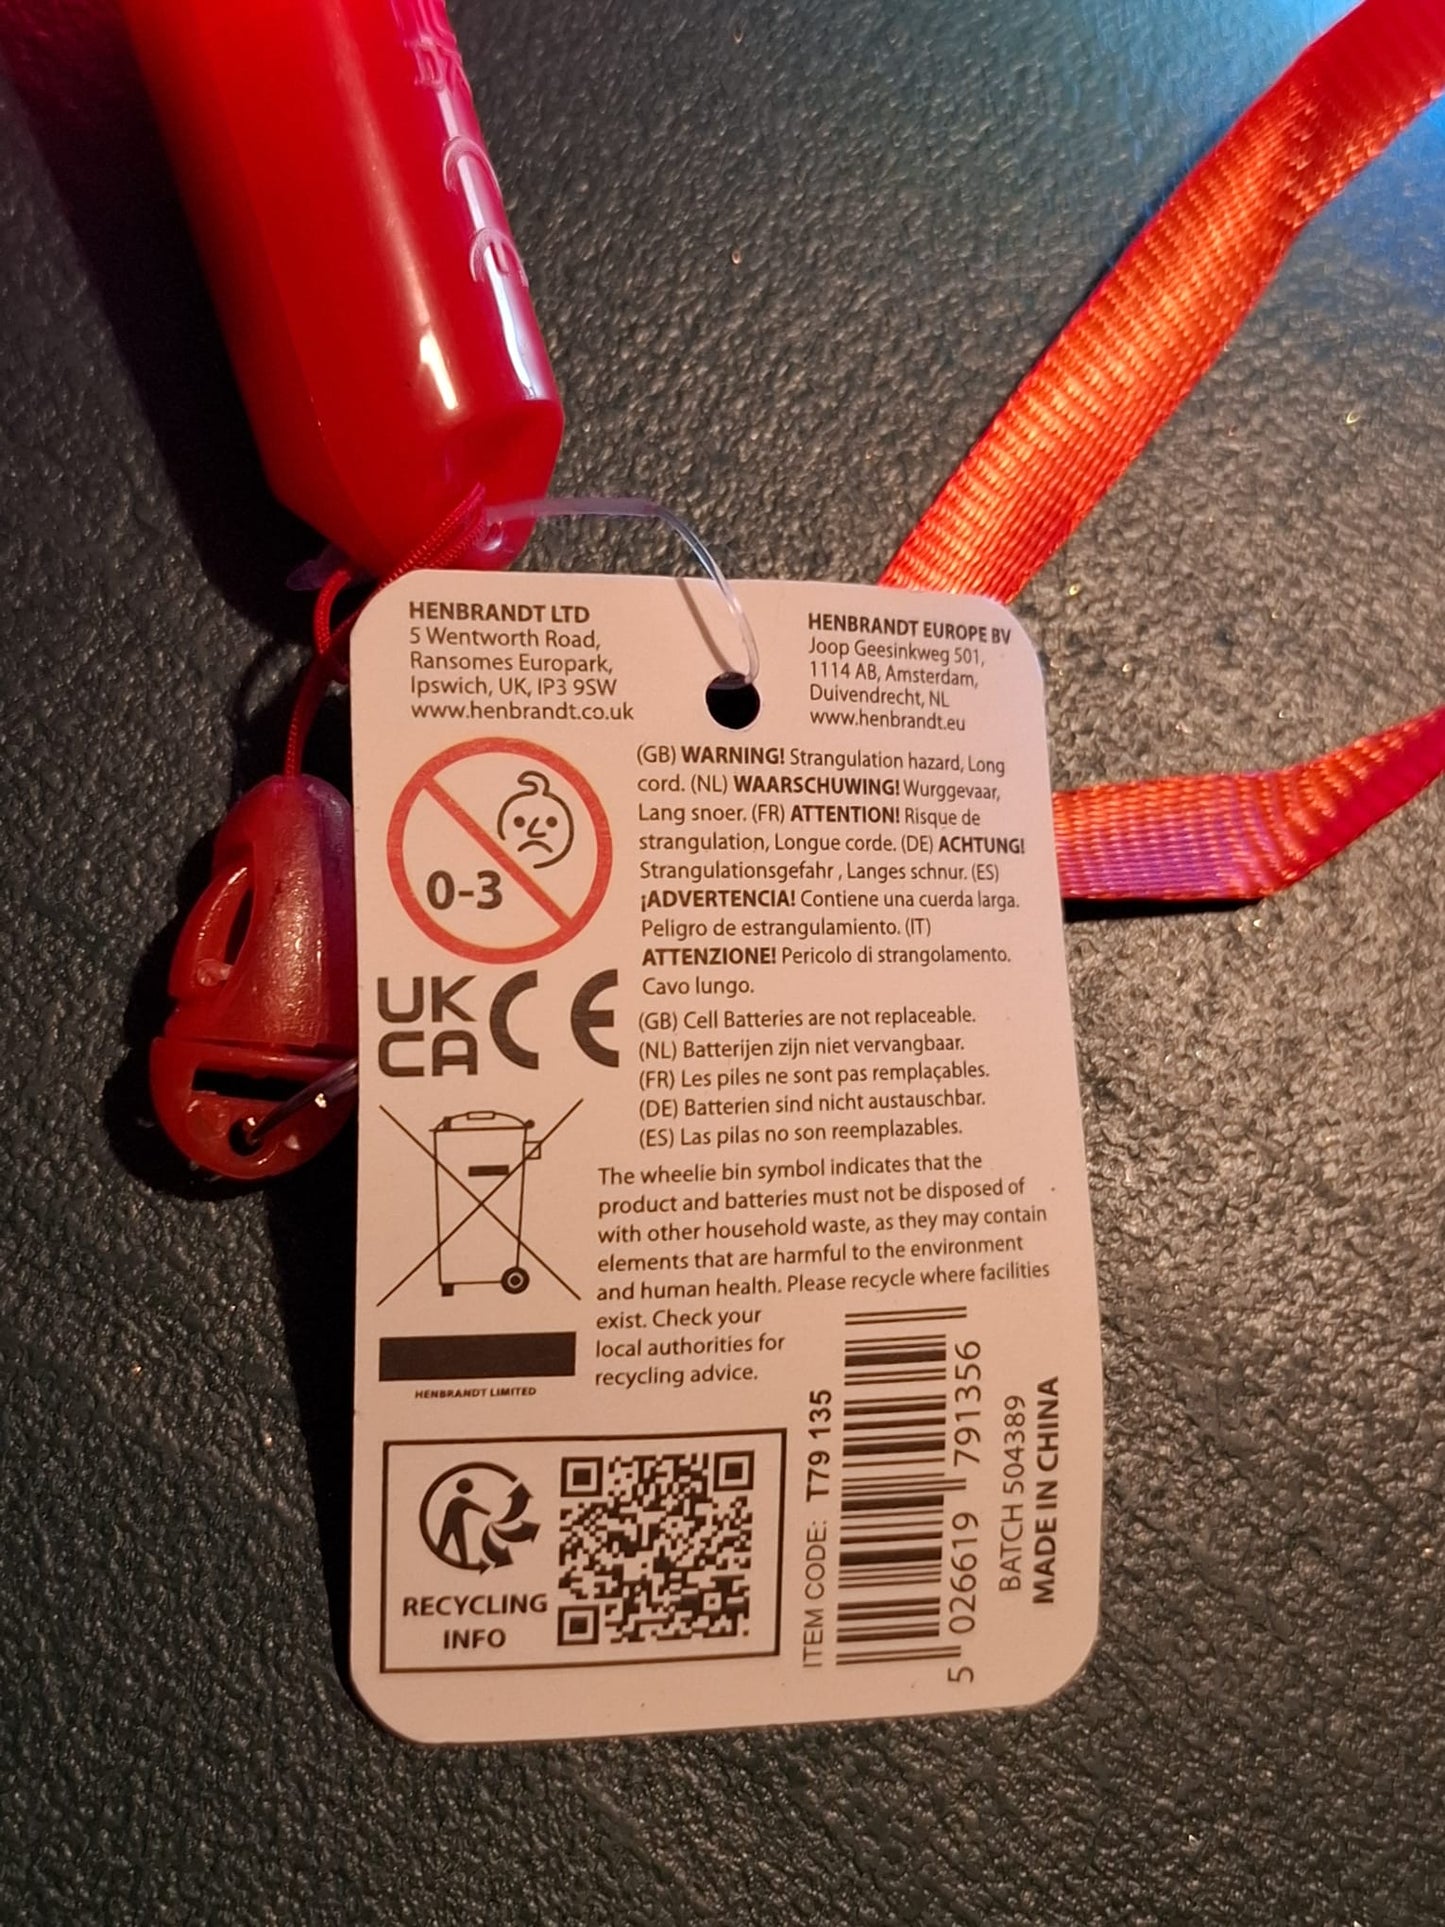 HENBRANDT LTD
5 Wentworth Road,
Ransomes Europark,
Ipswich, UK, IP3 9SW
www.henbrandt.co.uk
HENBRANDT EUROPE BV
Joop Geesinkweg 501,
1114 AB, Amsterdam,
Duivendrecht, NL
www.henbrandt.eu
0-3
(GB) WARNING! Strangulation hazard, Long
cord. (NL) WAARSCHUWING! Wurggevaar,
Lang snoer. (FR) ATTENTION! Risque de
strangulation, Longue corde. (DE) ACHTUNG!
Strangulationsgefahr , Langes schnur. (ES)
¡ADVERTENCIA! Contiene una cuerda larga.
Peligro de estrangulamiento. (IT)
ATTENZIONE! Pericolo di strangolamento.
Cavo lungo.
UK
CA
CE
(GB) Cell Batteries are not replaceable.
(NL) Batterijen zijn niet vervangbaar.
(FR) Les piles ne sont pas remplaçables.
(DE) Batterien sind nicht austauschbar.
(ES) Las pilas no son reemplazables.
The wheelie bin symbol indicates that the
product and batteries must not be disposed of
with other household waste, as they may contain
elements that are harmful to the environment
and human health. Please recycle where facilities
exist. Check your
local authorities for
recycling advice.
HENBRANDT LIMITED
RECYCLING
INFO
ITEM CODE: T79 135
5 026619 791356
BATCH 504389
MADE IN CHINA